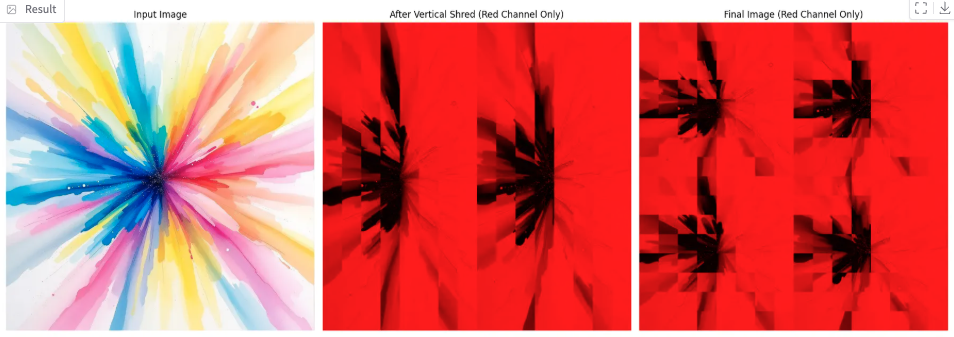 Result
Input Image
After Vertical Shred (Red Channel Only)
Final Image (Red Channel Only)